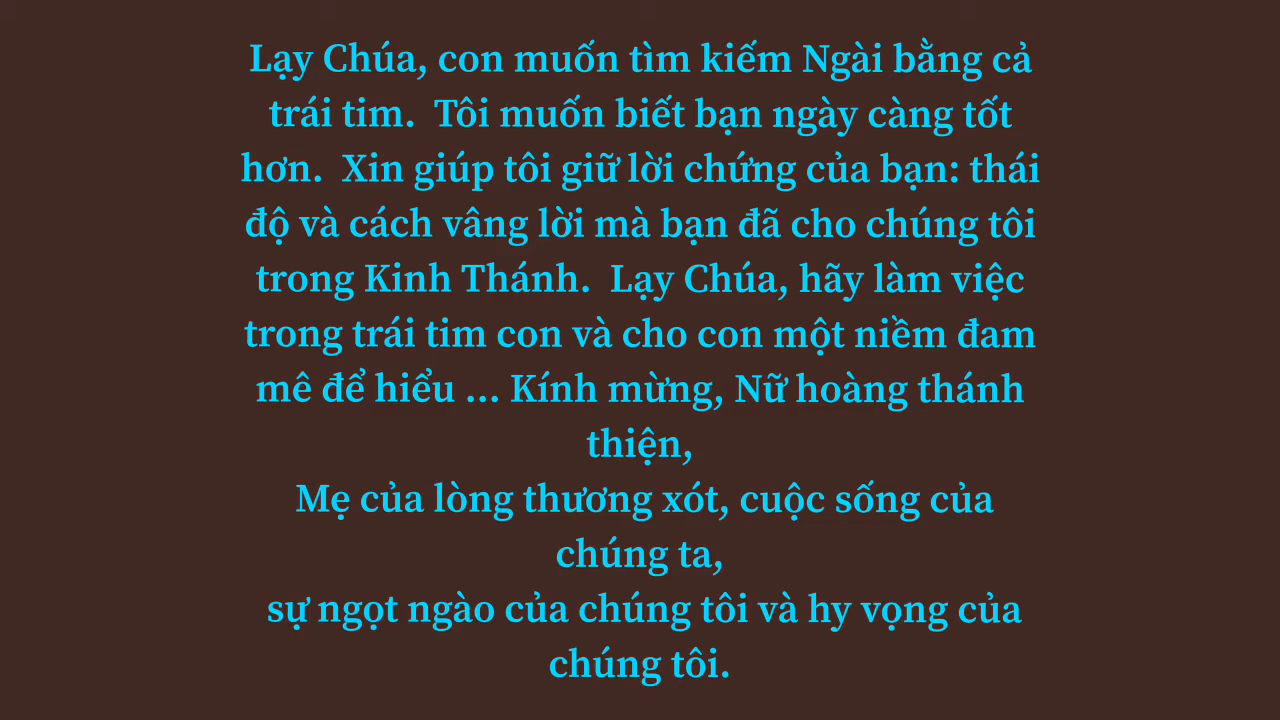 Lạy Chúa, con muốn tìm kiếm Ngài bằng cả
trái tim.  Tôi muốn biết bạn ngày càng tốt
hơn.  Xin giúp tôi giữ lời chứng của bạn: thái
độ và cách vâng lời mà bạn đã cho chúng tôi
trong Kinh Thánh.  Lạy Chúa, hãy làm việc
trong trái tim con và cho con một niềm đam
mê để hiểu ... Kính mừng, Nữ hoàng thánh
thiện,
Mẹ của lòng thương xót, cuộc sống của
chúng ta,
sự ngọt ngào của chúng tôi và hy vọng của
chúng tôi.